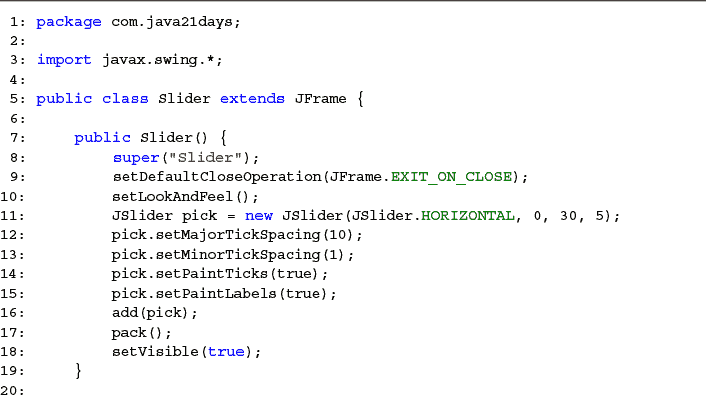 1: package com.java21days;
2:
3: import javax.swing.*;
4:
5: public class Slider extends JFrame {
6:
7:     public Slider() {
8:         super("Slider");
9:         setDefaultCloseOperation(JFrame.EXIT_ON_CLOSE);
10:         setLookAndFeel();
11:         JSlider pick = new JSlider(JSlider.HORIZONTAL, 0, 30, 5);
12:         pick.setMajorTickSpacing(10);
13:         pick.setMinorTickSpacing(1);
14:         pick.setPaintTicks(true);
15:         pick.setPaintLabels(true);
16:         add(pick);
17:         pack();
18:         setVisible(true);
19:     }
20: